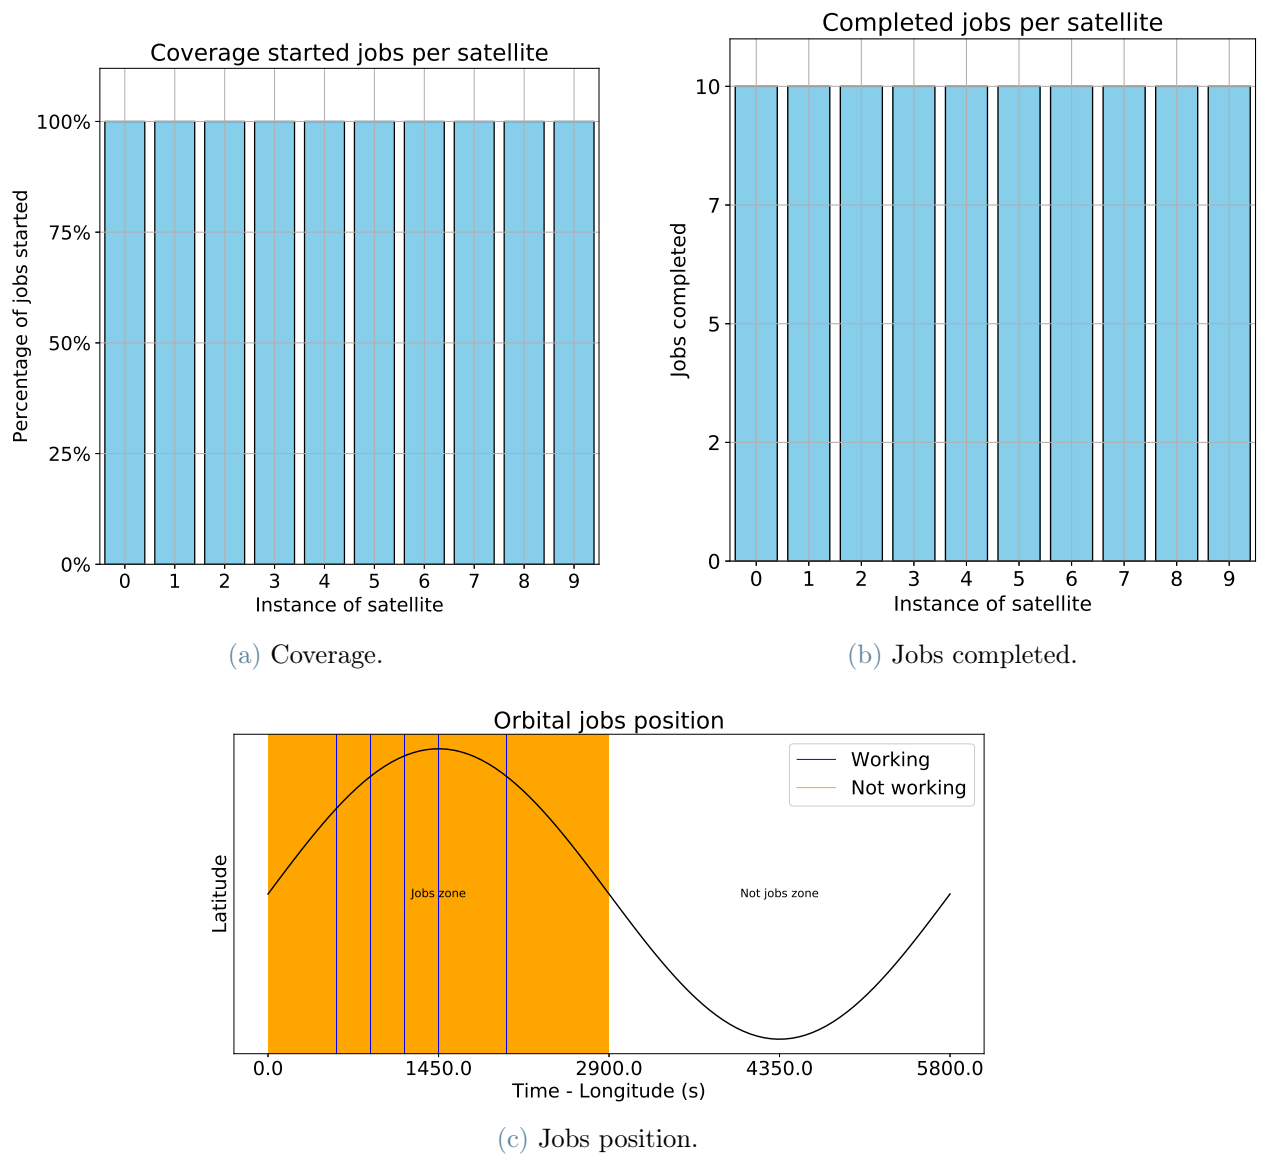 Coverage started jobs per satellite
100%
75%
50%
25%
0%
Percentage of jobs started
0 1 2 3 4 5 6 7 8 9
Instance of satellite
(a) Coverage.
Completed jobs per satellite
10
7
5
2
0
Jobs completed
0 1 2 3 4 5 6 7 8 9
Instance of satellite
(b) Jobs completed.
Orbital jobs position
Working
Not working
Latitude
Jobs zone
Not jobs zone
0.0 1450.0 2900.0 4350.0 5800.0
Time - Longitude (s)
(c) Jobs position.